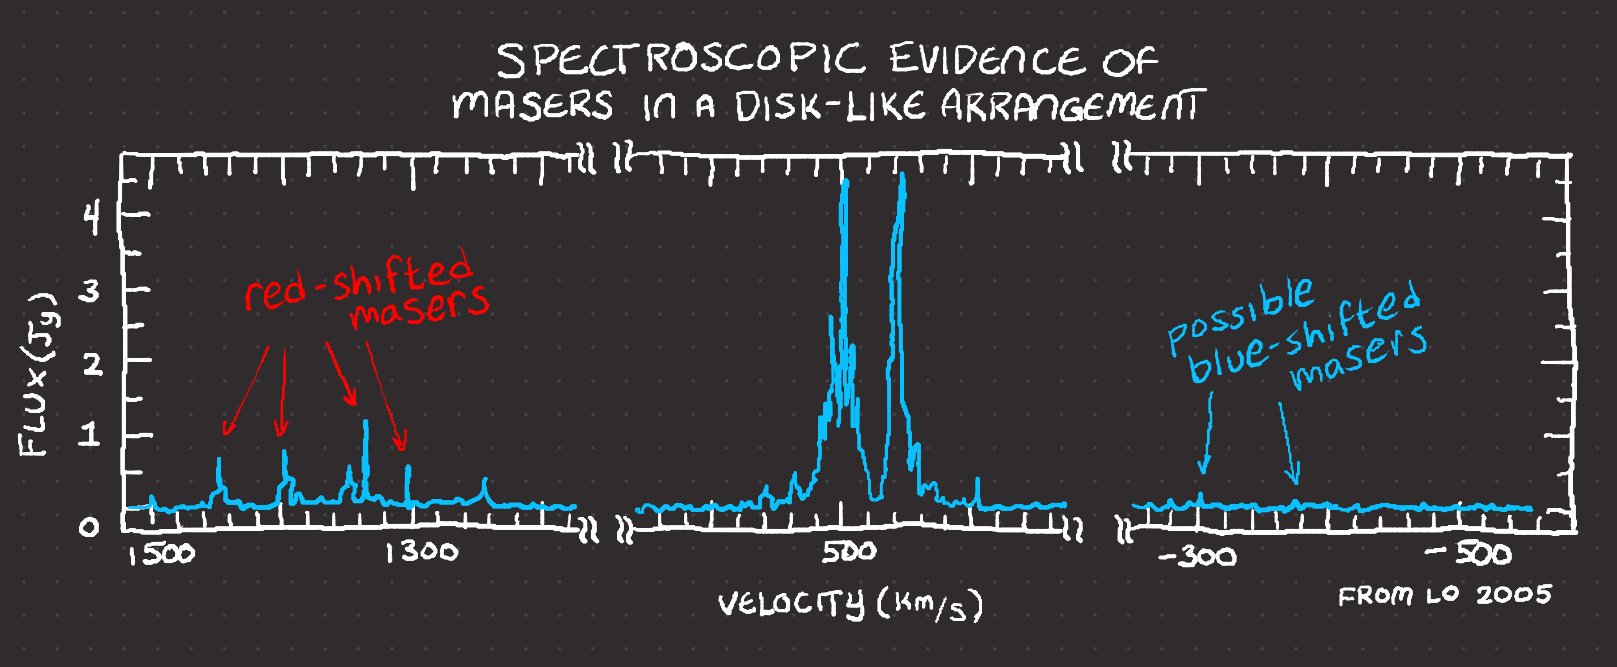 SPECTROSCOPIC EVIDENCE OF
MASERS IN A DISK-LIKE ARRANGEMENT
FLUX (Jy)
4
3
2
1
0
red-shifted
masers
possible
blue-shifted
masers
1500
1300
500
-300
-500
VELOCITY (Km/s)
FROM LO 2005